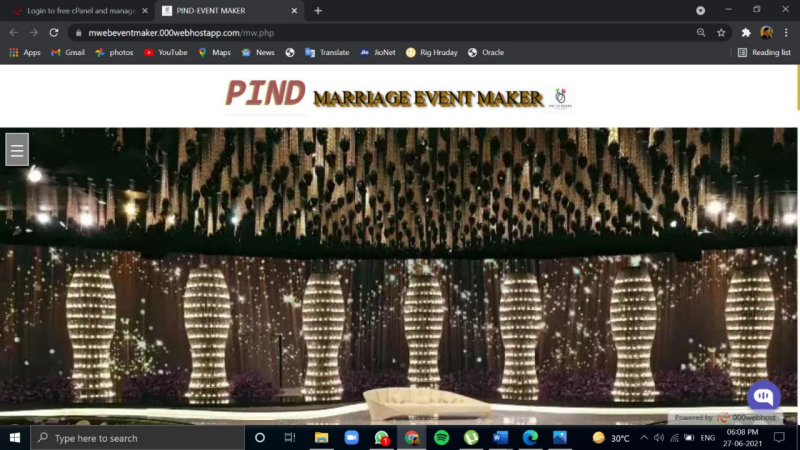 Login to free cPanel and manage
PIND-EVENT MAKER
mwebeventmaker.000webhostapp.com/mw.php
Apps
Gmail
photos
YouTube
Maps
News
Translate
JioNet
Rig Hruday
Oracle
Reading list
PIND MARRIAGE EVENT MAKER
Powered by 000webhost
Type here to search
1
30°C
ENG
06:08 PM
27-06-2021